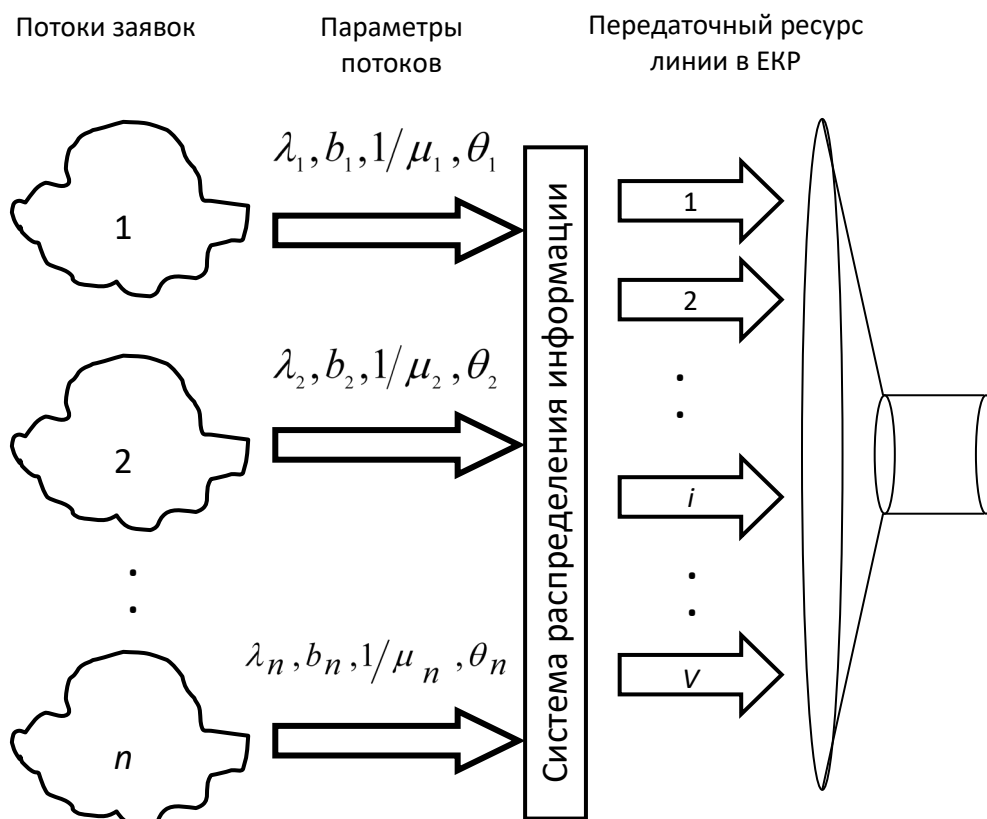 Потоки заявок
Параметры
потоков
Передаточный ресурс
линии в ЕКР
λ₁, b₁, 1/μ₁, θ₁
1
λ₂, b₂, 1/μ₂, θ₂
2
λₙ, bₙ, 1/μ ₙ, θₙ
n
Система распределения информации
1
2
i
V